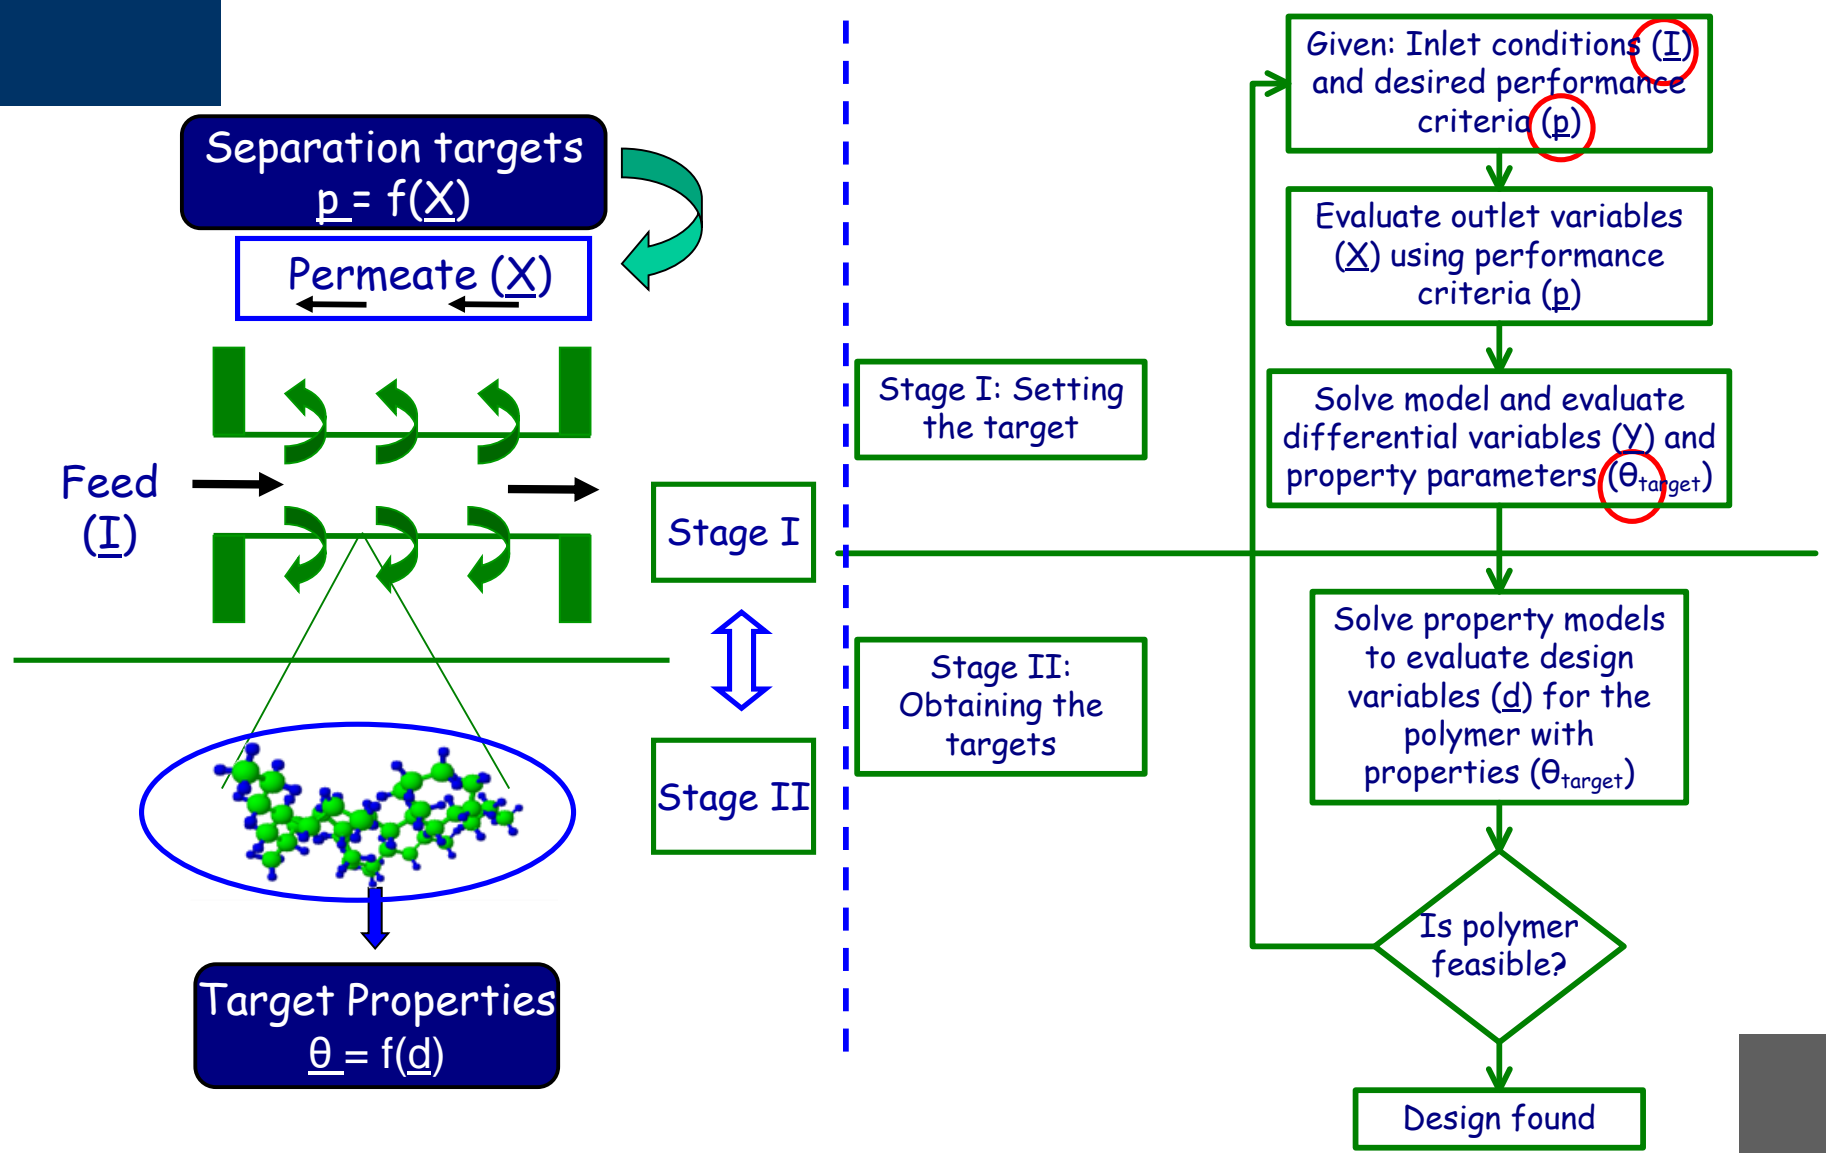 Separation targets
p = f(X)
Permeate (X)
Feed
(I)
Stage I
Stage II
Target Properties
θ = f(d)
Stage I: Setting
the target
Stage II:
Obtaining the
targets
Given: Inlet conditions (I)
and desired performance
criteria (p)
Evaluate outlet variables
(X) using performance
criteria (p)
Solve model and evaluate
differential variables (Y) and
property parameters (θtarget)
Solve property models
to evaluate design
variables (d) for the
polymer with
properties (θtarget)
Is polymer
feasible?
Design found